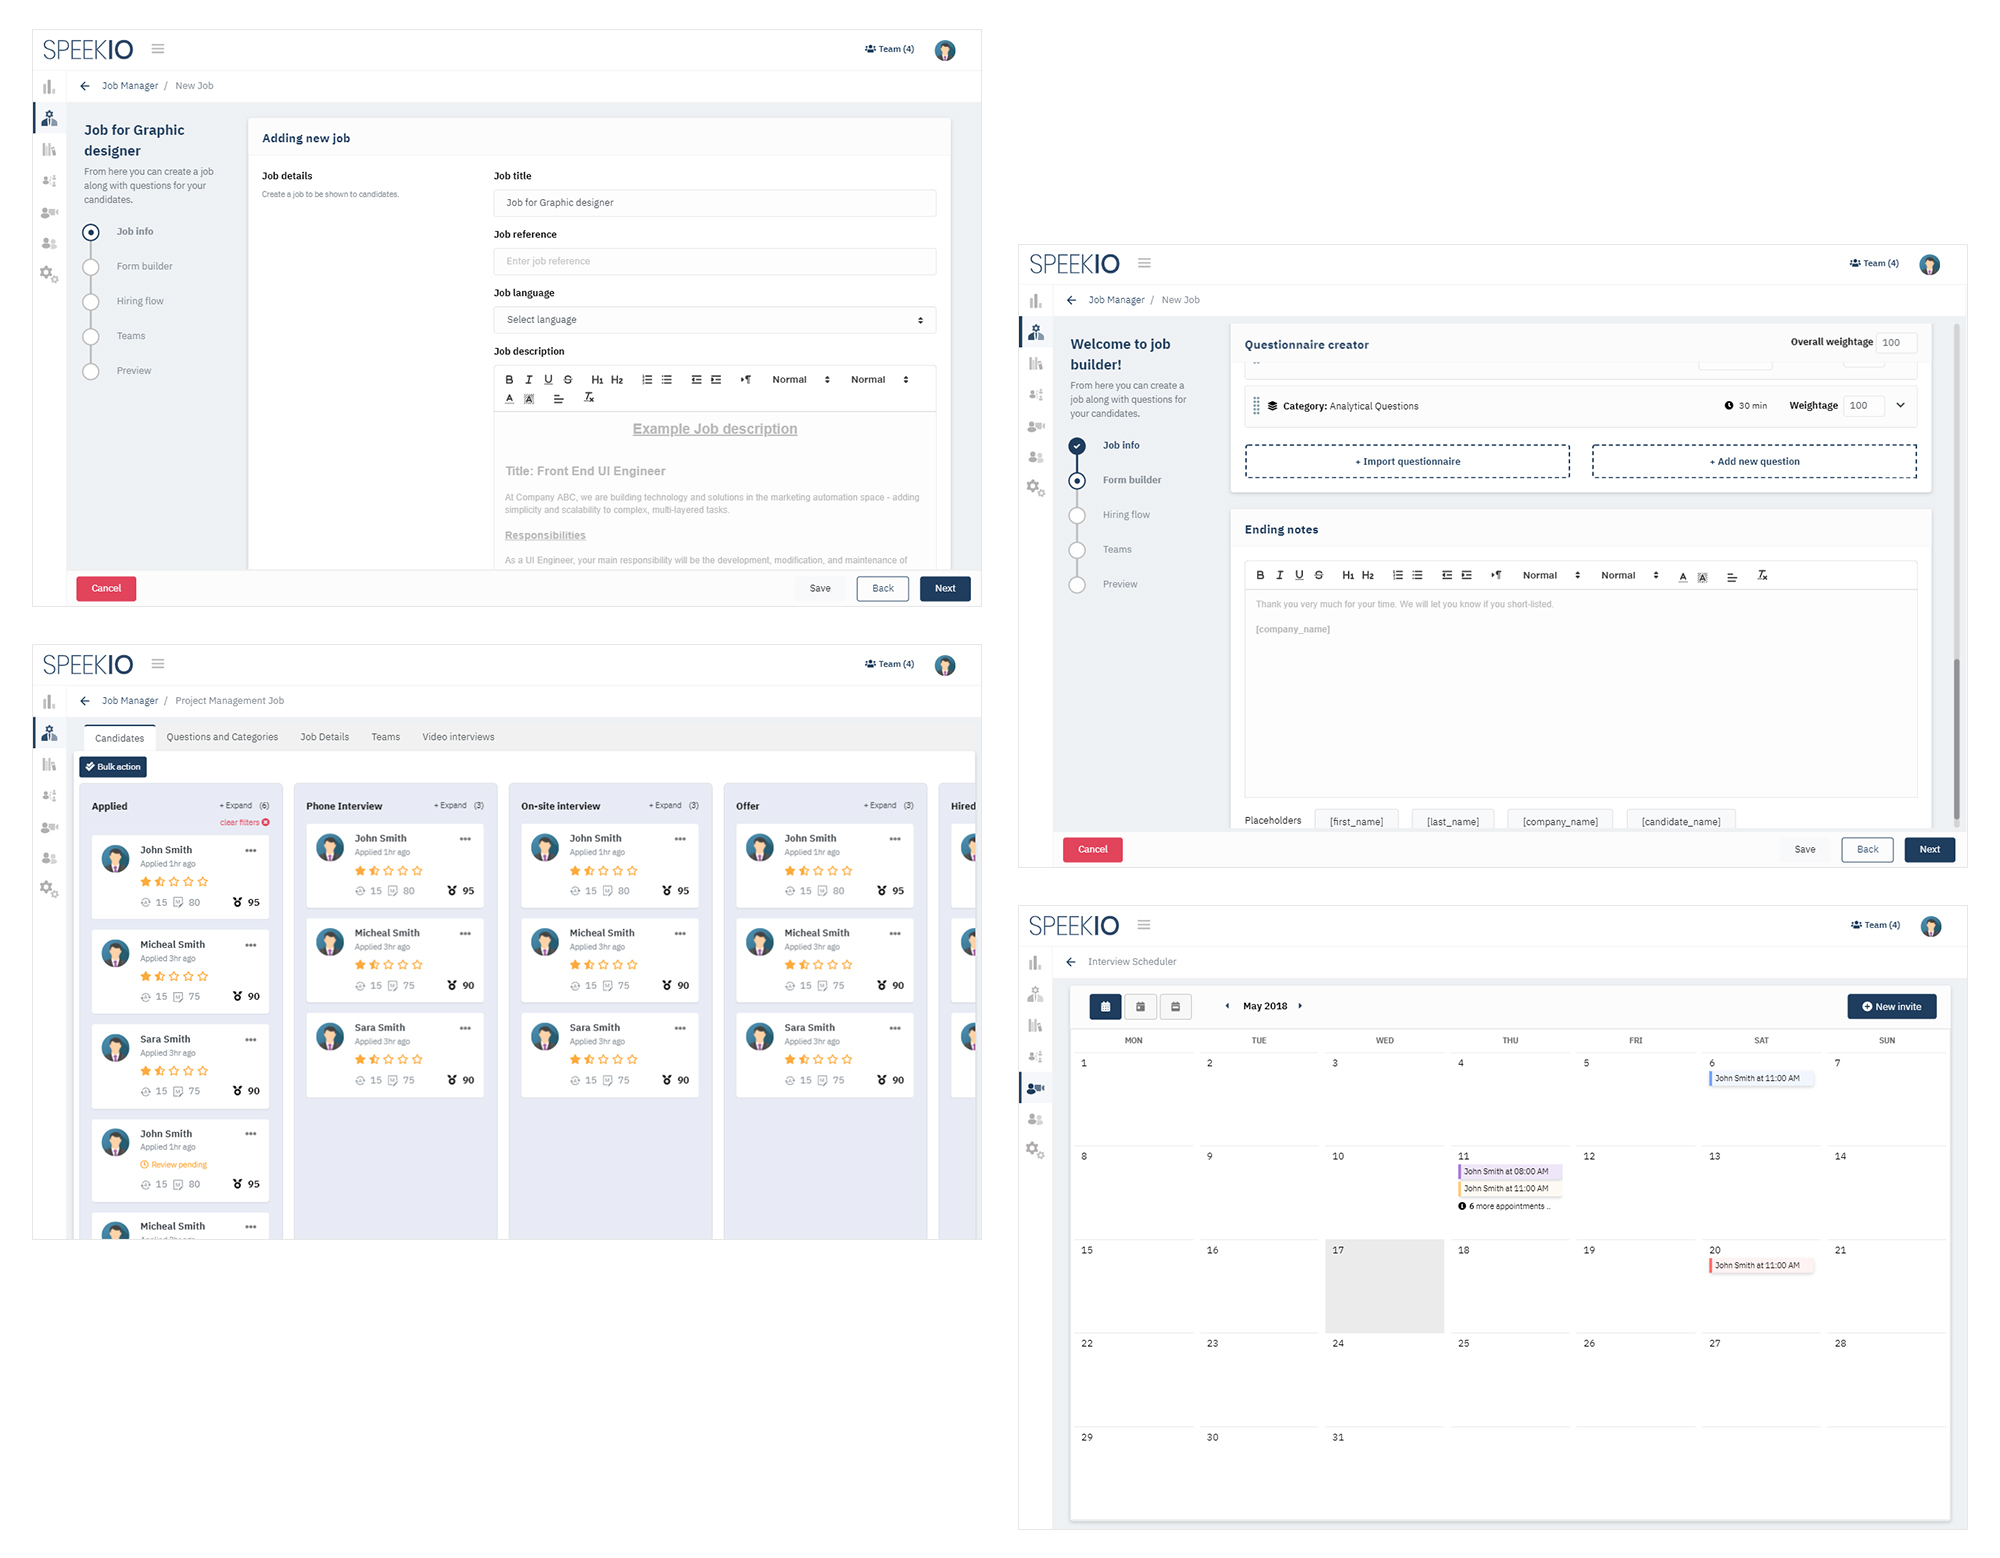 SPEEKIO
Team (4)
Job Manager / New Job
Job for Graphic
designer
From here you can create a job
along with questions for your
candidates.
Job info
Form builder
Hiring flow
Teams
Preview
Adding new job
Job details
Create a job to be shown to candidates.
Job title
Job for Graphic designer
Job reference
Enter job reference
Job language
Select language
Job description
B I U S H1 H2 Normal Normal
A A Tx
Example Job description
Title: Front End UI Engineer
At Company ABC, we are building technology and solutions in the marketing automation space - adding
simplicity and scalability to complex, multi-layered tasks.
Responsibilities
As a UI Engineer, your main responsibility will be the development, modification, and maintenance of
Cancel
Save
Back
Next
SPEEKIO
Team (4)
Job Manager / New Job
Welcome to job
builder!
From here you can create a
job along with questions for
your candidates.
Job info
Form builder
Hiring flow
Teams
Preview
Questionnaire creator
Overall weightage 100
Category: Analytical Questions
30 min
Weightage 100
+ Import questionnaire
+ Add new question
Ending notes
B I U S H1 H2 Normal Normal A A Tx
Thank you very much for your time. We will let you know if you short-listed.
[company_name]
Placeholders [first_name] [last_name] [company_name] [candidate_name]
Cancel
Save
Back
Next
SPEEKIO
Team (4)
Job Manager / Project Management Job
Candidates Questions and Categories Job Details Teams Video interviews
Bulk action
Applied + Expand (6)
clear filters
John Smith
Applied 1hr ago
15 80 95
Micheal Smith
Applied 3hr ago
15 75 90
Sara Smith
Applied 3hr ago
15 75 90
John Smith
Applied 1hr ago
Review pending
15 80 95
Micheal Smith
Phone Interview + Expand (3)
John Smith
Applied 1hr ago
15 80 95
Micheal Smith
Applied 3hr ago
15 75 90
Sara Smith
Applied 3hr ago
15 75 90
On-site interview + Expand (3)
John Smith
Applied 1hr ago
15 80 95
Micheal Smith
Applied 3hr ago
15 75 90
Sara Smith
Applied 3hr ago
15 75 90
Offer + Expand (3)
John Smith
Applied 1hr ago
15 80 95
Micheal Smith
Applied 3hr ago
15 75 90
Sara Smith
Applied 3hr ago
15 75 90
Hired
SPEEKIO
Team (4)
Interview Scheduler
May 2018
New invite
MON TUE WED THU FRI SAT SUN
1 2 3 4 5 6 7
John Smith at 11:00 AM
8 9 10 11 12 13 14
John Smith at 08:00 AM
John Smith at 11:00 AM
6 more appointments ..
15 16 17 18 19 20 21
John Smith at 11:00 AM
22 23 24 25 26 27 28
29 30 31